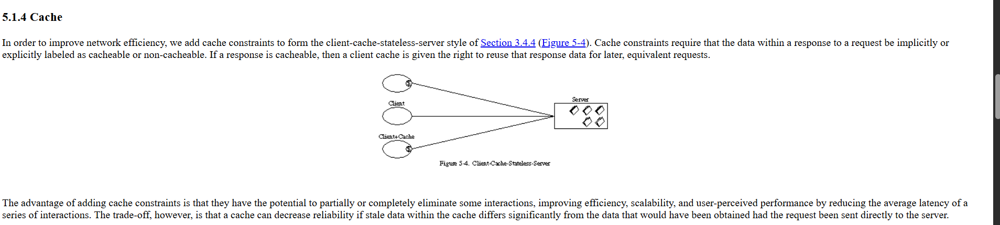 5.1.4 Cache
In order to improve network efficiency, we add cache constraints to form the client-cache-stateless-server style of Section 3.4.4 (Figure 5-4). Cache constraints require that the data within a response to a request be implicitly or
explicitly labeled as cacheable or non-cacheable. If a response is cacheable, then a client cache is given the right to reuse that response data for later, equivalent requests.
$
Server
Client
Client+Cache
$
Figure 5-4. Client-Cache-Stateless-Server
The advantage of adding cache constraints is that they have the potential to partially or completely eliminate some interactions, improving efficiency, scalability, and user-perceived performance by reducing the average latency of a
series of interactions. The trade-off, however, is that a cache can decrease reliability if stale data within the cache differs significantly from the data that would have been obtained had the request been sent directly to the server.